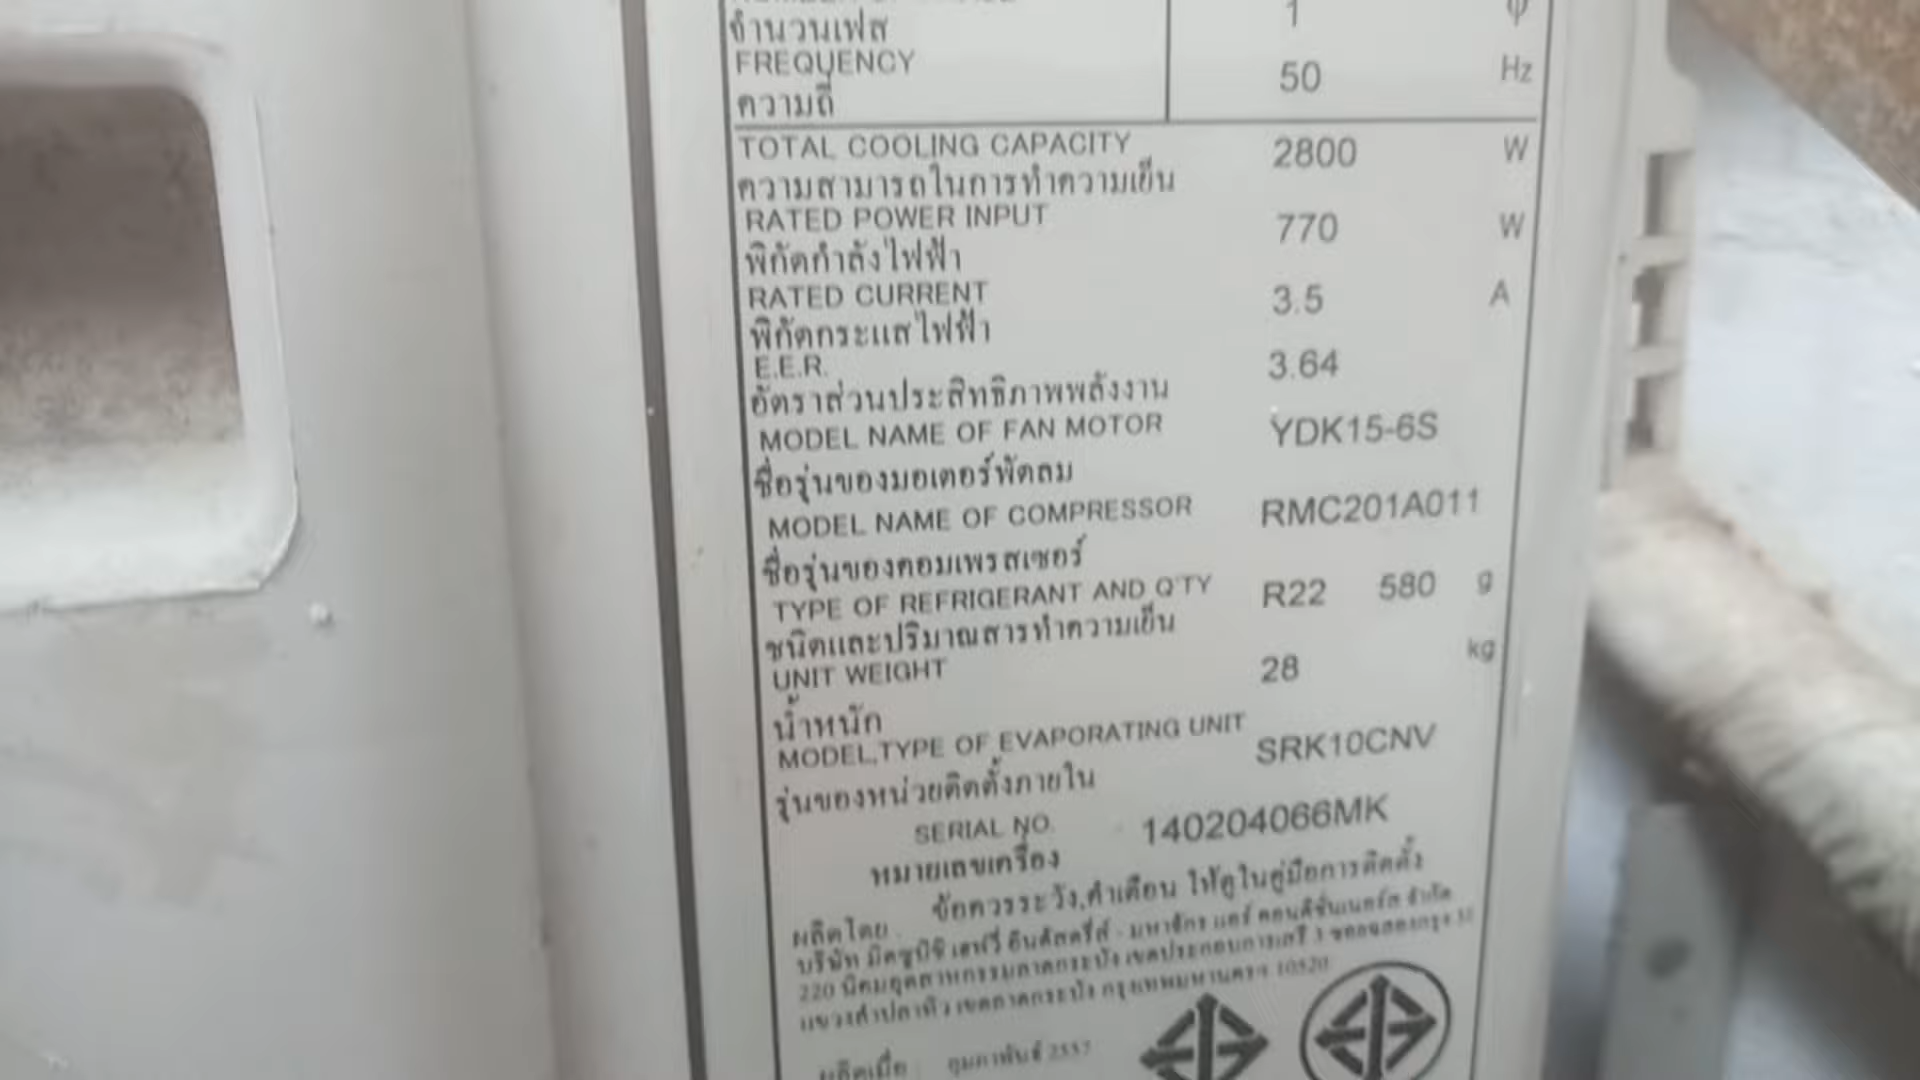 1 φ
จำนวนเฟส
FREQUENCY 50 Hz
ความถี่
TOTAL COOLING CAPACITY 2800 W
ความสามารถในการทำความเย็น
RATED POWER INPUT 770 W
พิกัดกำลังไฟฟ้า
RATED CURRENT 3.5 A
พิกัดกระแสไฟฟ้า
E.E.R. 3.64
อัตราส่วนประสิทธิภาพพลังงาน
MODEL NAME OF FAN MOTOR YDK15-6S
ชื่อรุ่นของมอเตอร์พัดลม
MODEL NAME OF COMPRESSOR RMC201A011
ชื่อรุ่นของคอมเพรสเซอร์
TYPE OF REFRIGERANT AND Q'TY R22 580 g
ชนิดและปริมาณสารทำความเย็น
UNIT WEIGHT 28 kg
น้ำหนัก
MODEL,TYPE OF EVAPORATING UNIT SRK10CNV
รุ่นของหน่วยติดตั้งภายใน
SERIAL NO. 140204066MK
หมายเลขเครื่อง
ข้อควรระวัง,คำเตือน ให้ดูในคู่มือการติดตั้ง
ผลิตโดย
บริษัท มิตซูบิชิ เฮฟวี่ อินดัสตรี่ส์ - มหาจักร แอร์ คอนดิชั่นเนอร์ส จำกัด
220 นิคมอุตสาหกรรมลาดกระบัง เขตประกอบการเสรี 3 ซอยฉลองกรุง 31
แขวงลำปลาทิว เขตลาดกระบัง กรุงเทพมหานครฯ 10520
ผลิตเมื่อ กุมภาพันธ์ 2557